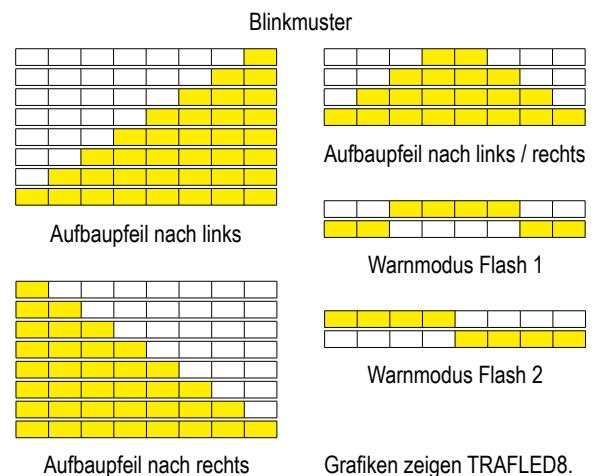 Blinkmuster
Aufbaupfeil nach links
Aufbaupfeil nach rechts
Aufbaupfeil nach links / rechts
Warnmodus Flash 1
Warnmodus Flash 2
Grafiken zeigen TRAFLED8.